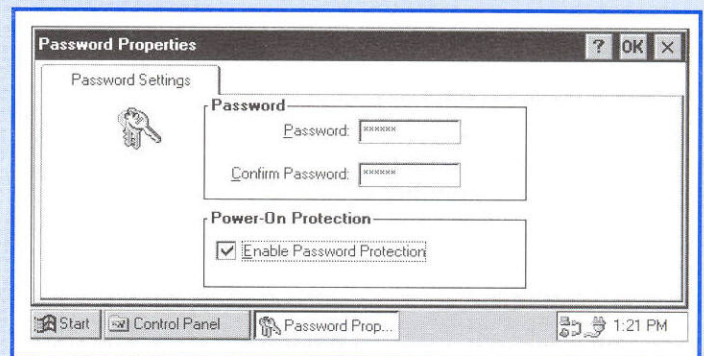 Password Properties ? OK ×
Password Settings
Password
Password: ******
Confirm Password: ******
Power-On Protection
Enable Password Protection
Start Control Panel Password Prop... 1:21 PM